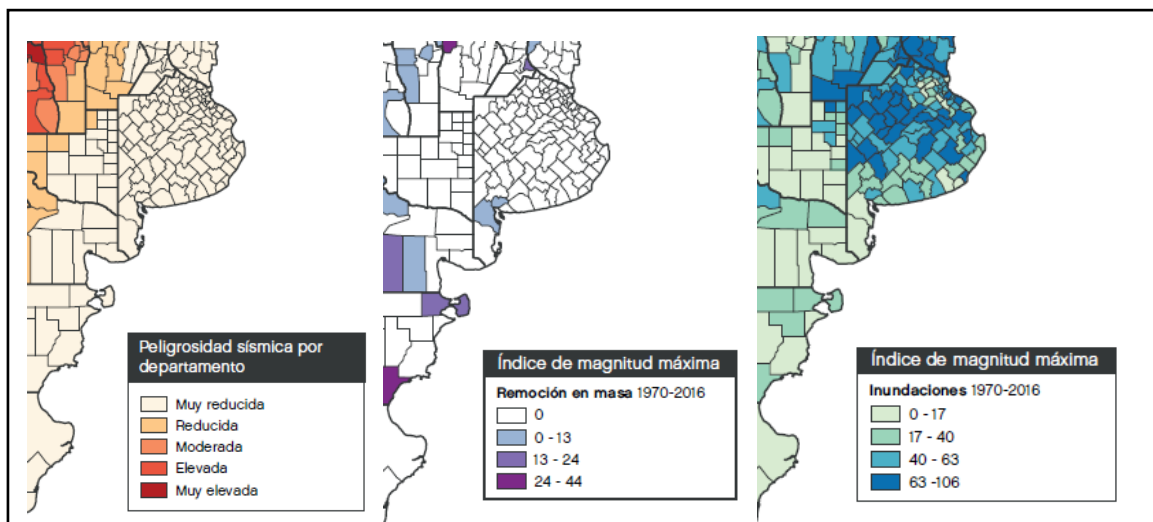 Peligrosidad sísmica por
departamento
Muy reducida
Reducida
Moderada
Elevada
Muy elevada
Índice de magnitud máxima
Remoción en masa 1970-2016
0
0 - 13
13 - 24
24 - 44
Índice de magnitud máxima
Inundaciones 1970-2016
0 - 17
17 - 40
40 - 63
63 -106